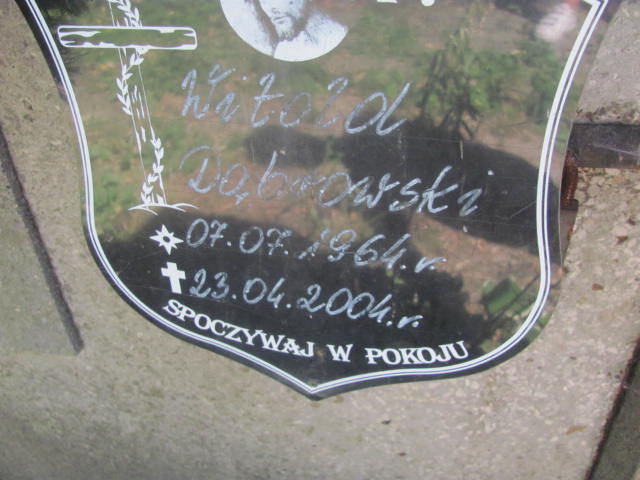 Witold
Dąbrowski
07.07.1964.r.
23.04.2004.r.
SPOCZYWAJ W POKOJU